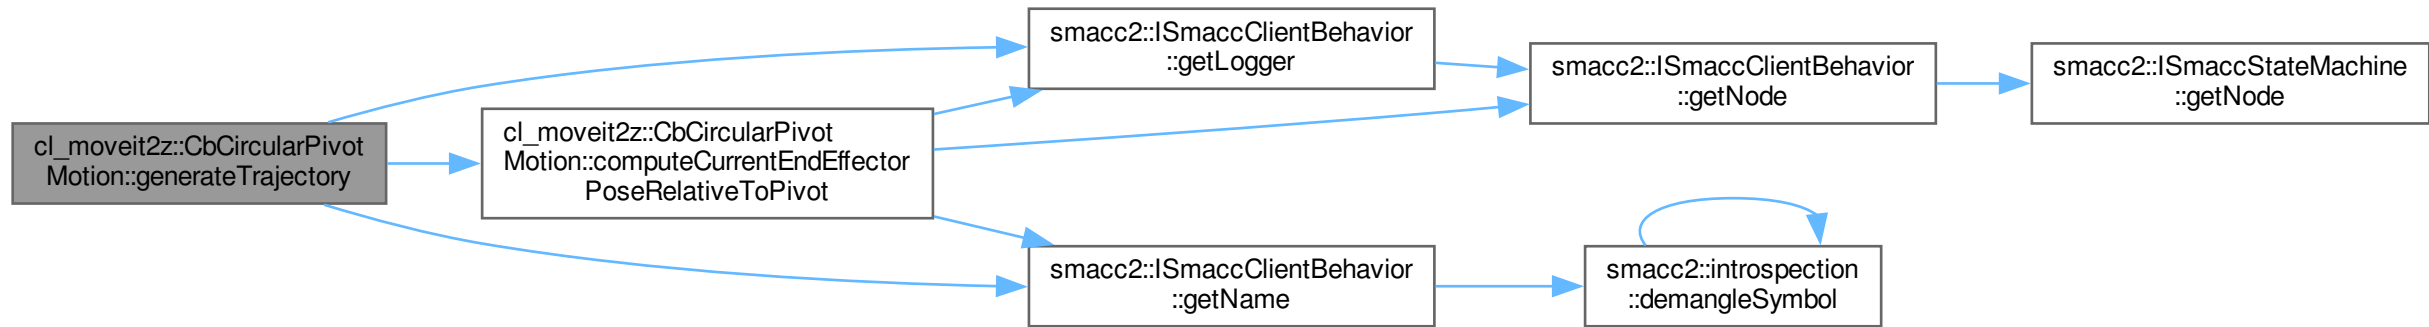 cl_moveit2z::CbCircularPivot
Motion::generateTrajectory
cl_moveit2z::CbCircularPivot
Motion::computeCurrentEndEffector
PoseRelativeToPivot
smacc2::ISmaccClientBehavior
::getLogger
smacc2::ISmaccClientBehavior
::getNode
smacc2::ISmaccStateMachine
::getNode
smacc2::ISmaccClientBehavior
::getName
smacc2::introspection
::demangleSymbol